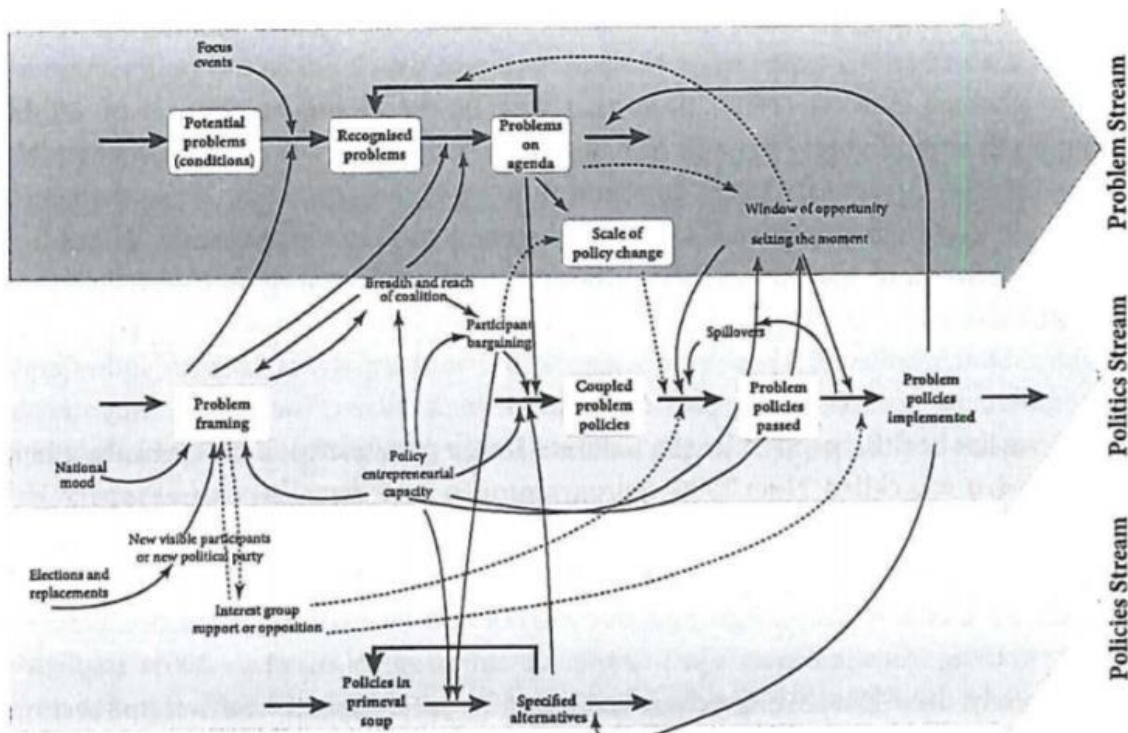 Focus
events
Potential
problems
(conditions)
Recognised
problems
Problems
on
agenda
Window of opportunity
seizing the moment
Scale of
policy change
Problem Stream
Breadth and reach
of coalition
Participant
bargaining
Spillovers
Problem
framing
Coupled
problem
policies
Problem
policies
passed
Problem
policies
implemented
Politics Stream
National
mood
Policy
entrepreneurial
capacity
New visible participants
or new political party
Elections and
replacements
Interest group
support or opposition
Policies in
primeval
soup
Specified
alternatives
Policies Stream